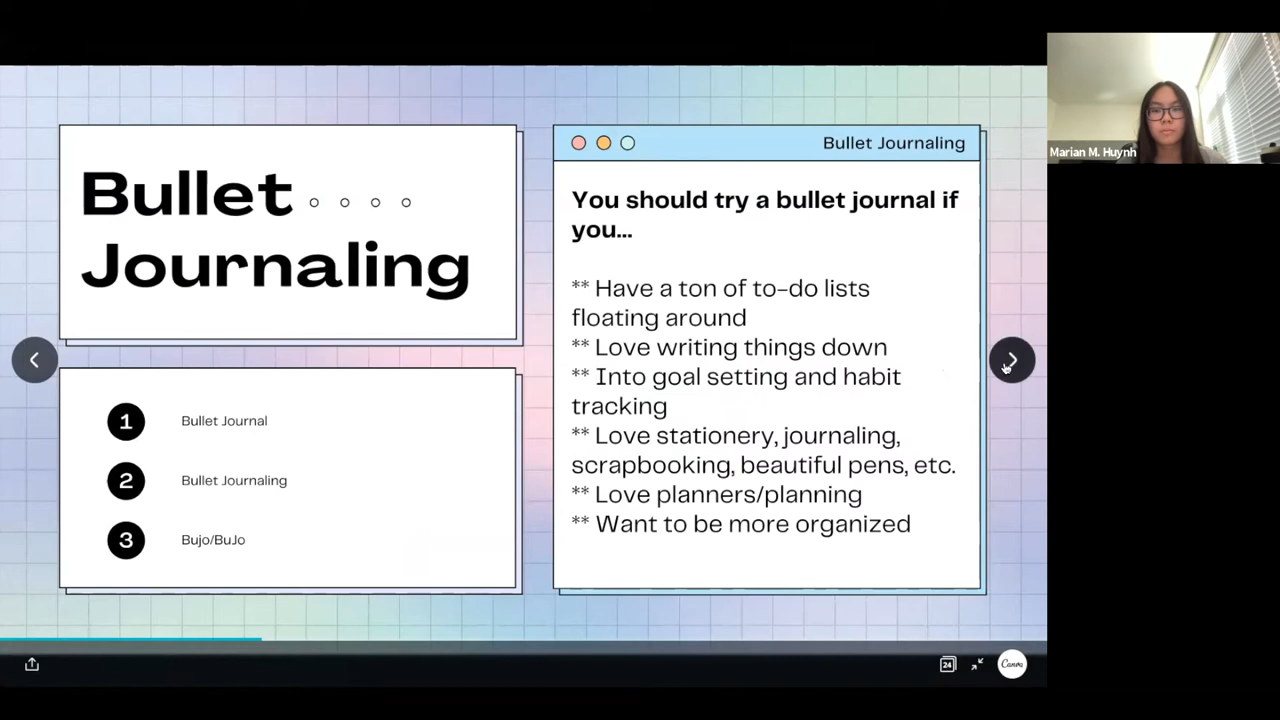 Bullet
Journaling
1 Bullet Journal
2 Bullet Journaling
3 Bujo/BuJo
Bullet Journaling
You should try a bullet journal if
you...
** Have a ton of to-do lists
floating around
** Love writing things down
** Into goal setting and habit
tracking
** Love stationery, journaling,
scrapbooking, beautiful pens, etc.
** Love planners/planning
** Want to be more organized
Marian M. Huynh
24
Canva